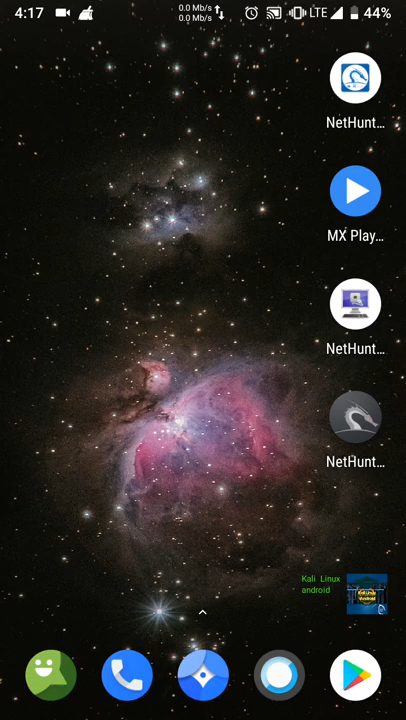 4:17
0.0 Mb/s
0.0 Mb/s
LTE
44%
NetHunt...
MX Play...
NetHunt...
NetHunt...
Kali Linux
android